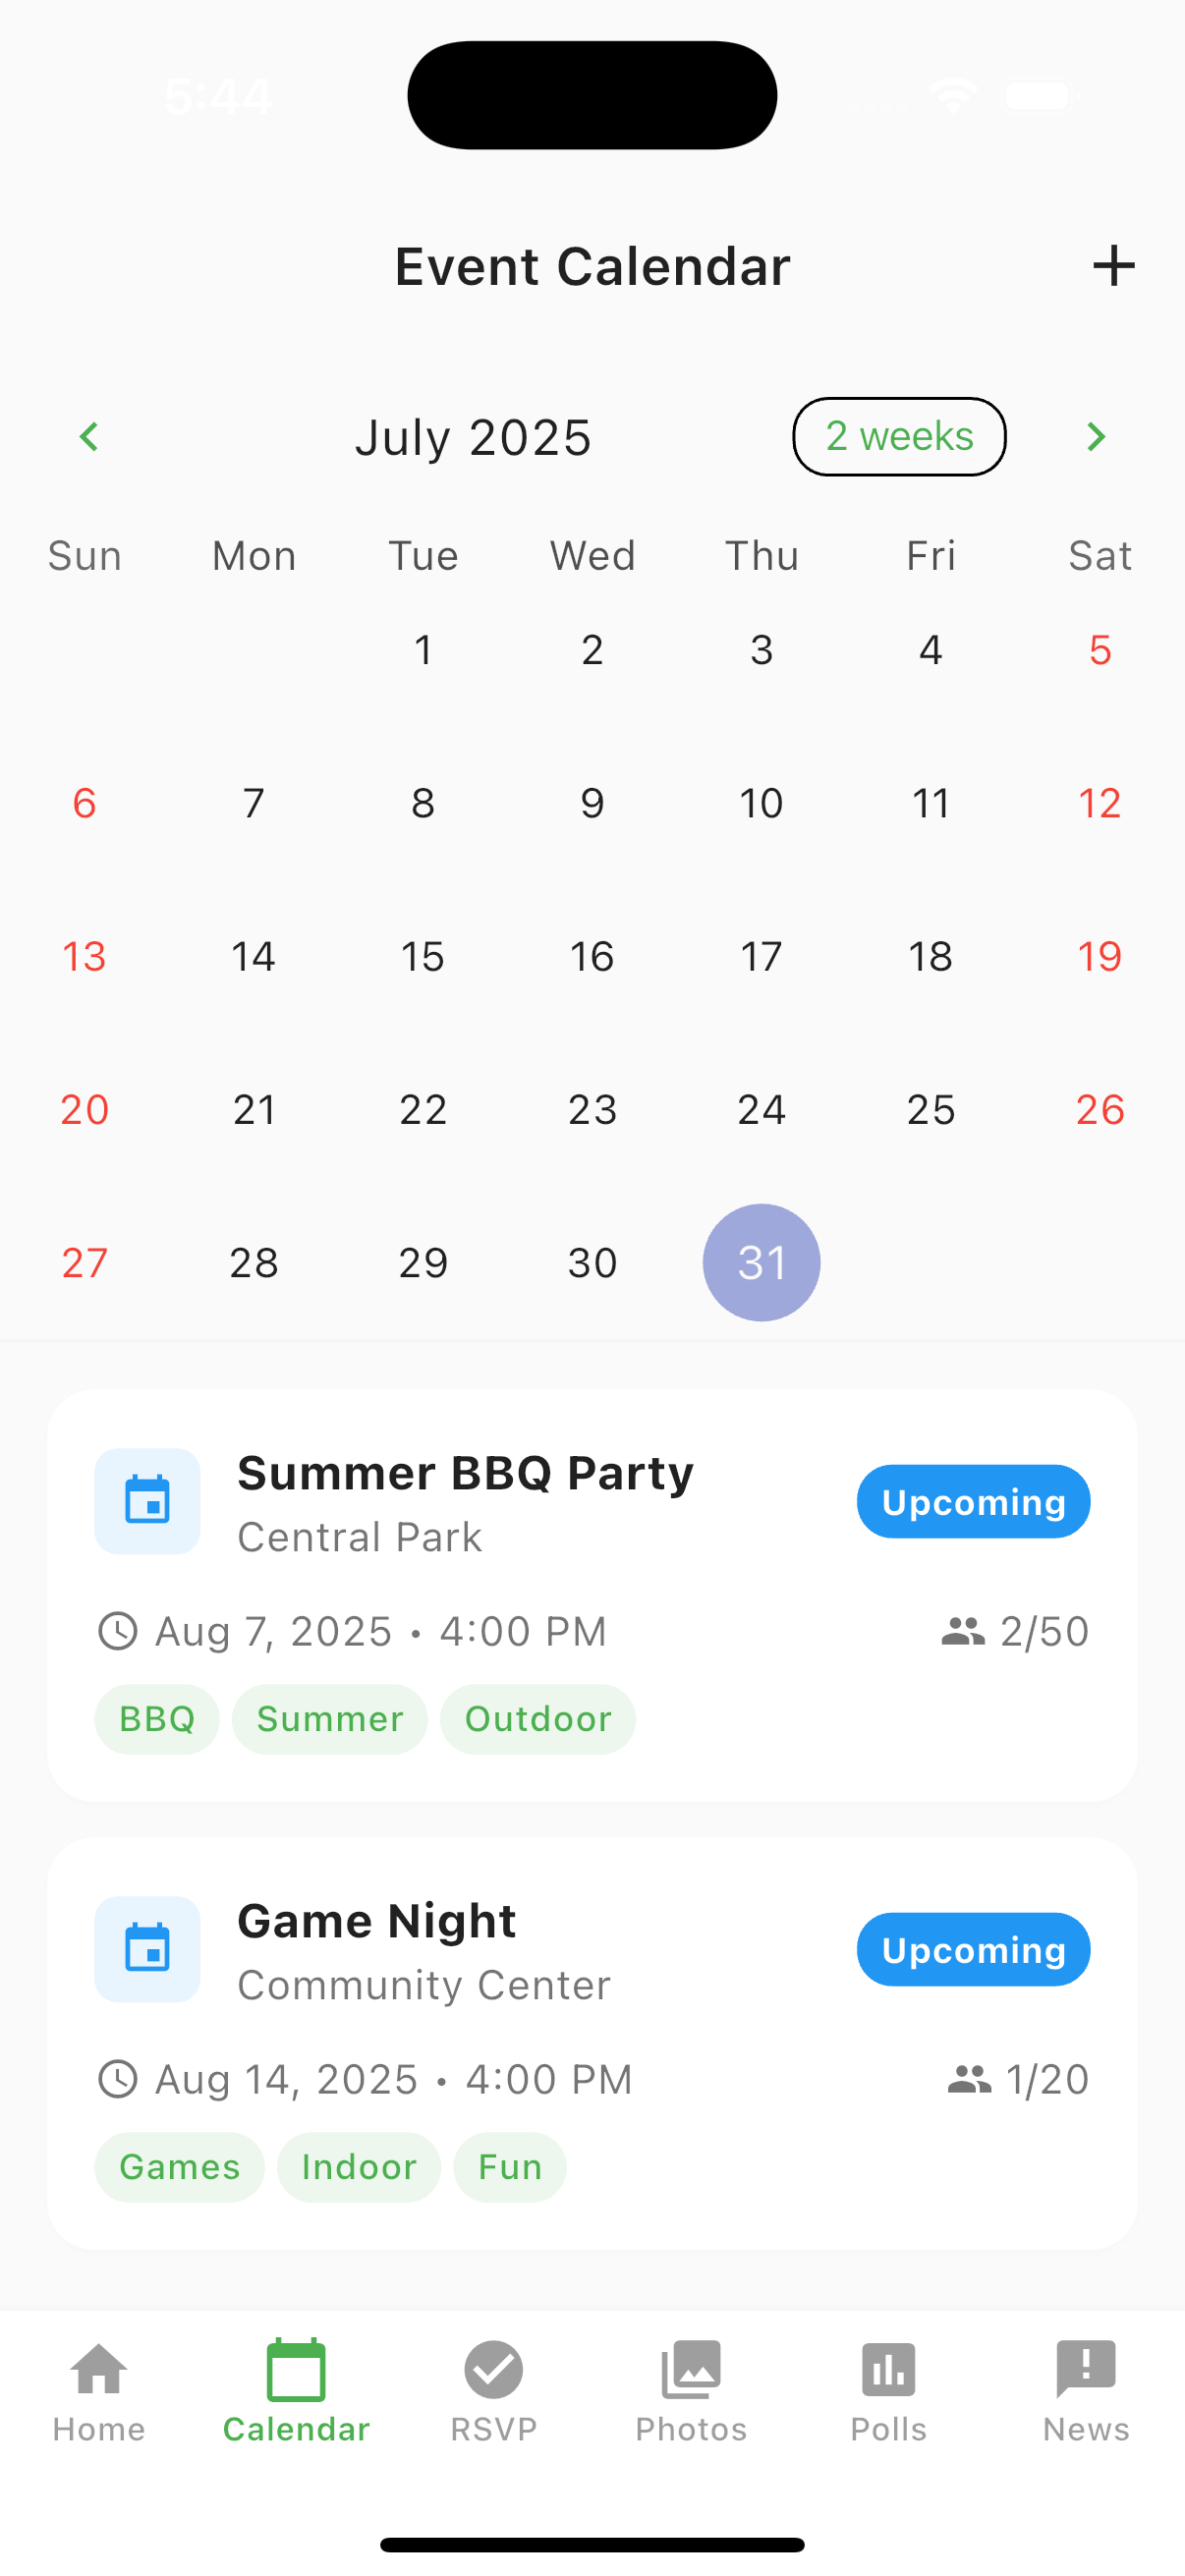 5:44
Event Calendar
July 2025 2 weeks
Sun Mon Tue Wed Thu Fri Sat
1 2 3 4 5
6 7 8 9 10 11 12
13 14 15 16 17 18 19
20 21 22 23 24 25 26
27 28 29 30 31
Summer BBQ Party
Upcoming
Central Park
Aug 7, 2025 • 4:00 PM 2/50
BBQ Summer Outdoor
Game Night
Upcoming
Community Center
Aug 14, 2025 • 4:00 PM 1/20
Games Indoor Fun
Home Calendar RSVP Photos Polls News